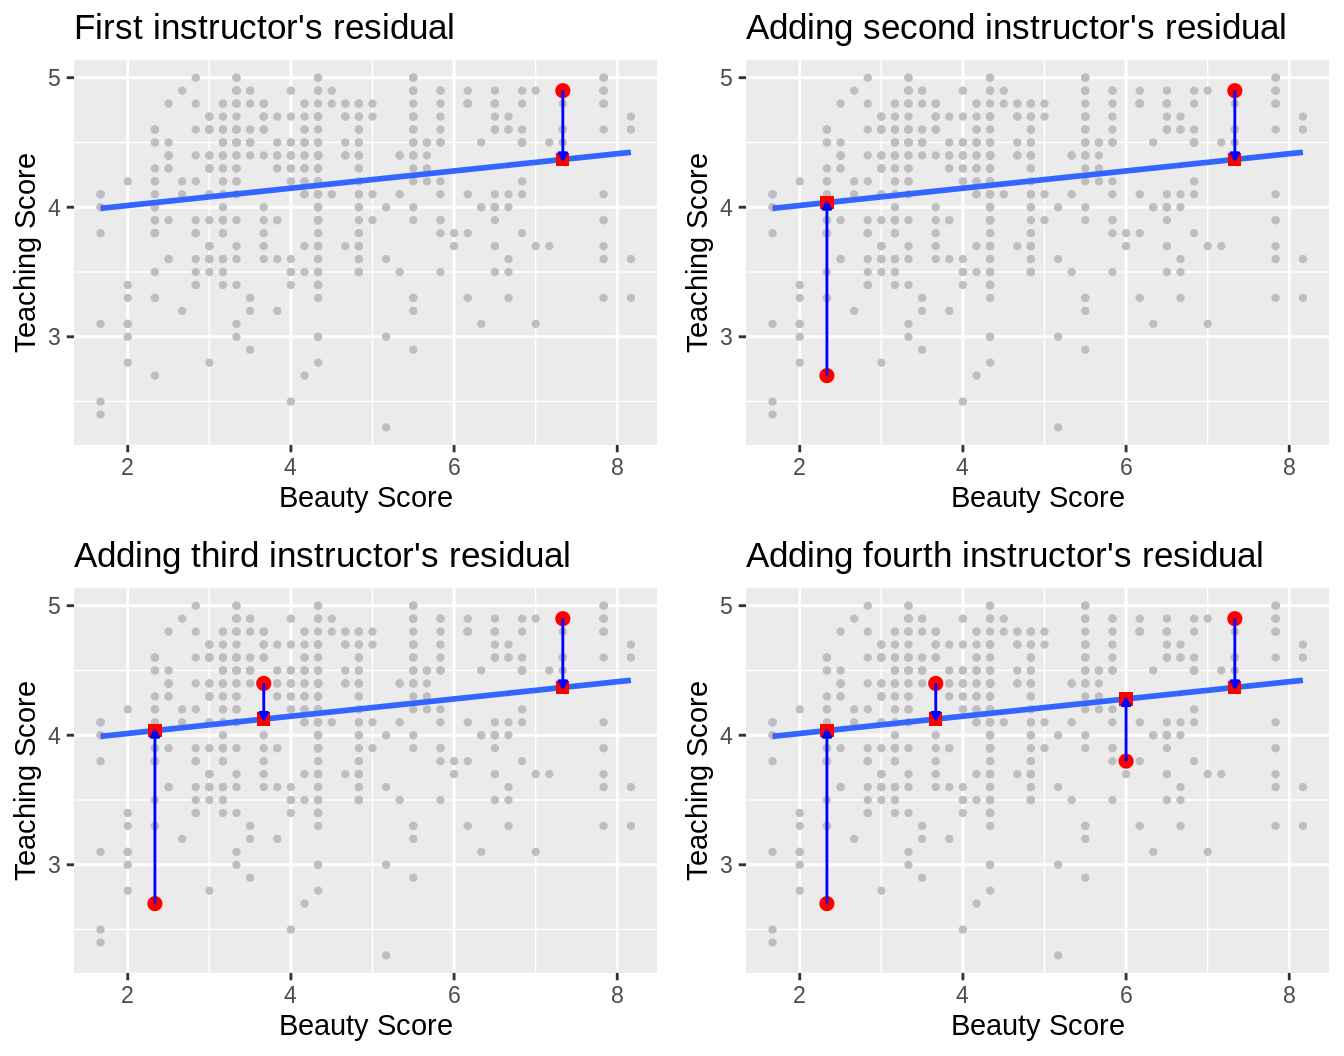 First instructor's residual
Adding second instructor's residual
5
4
3
Teaching Score
2 4 6 8
Beauty Score
5
4
3
Teaching Score
2 4 6 8
Beauty Score
Adding third instructor's residual
Adding fourth instructor's residual
5
4
3
Teaching Score
2 4 6 8
Beauty Score
5
4
3
Teaching Score
2 4 6 8
Beauty Score